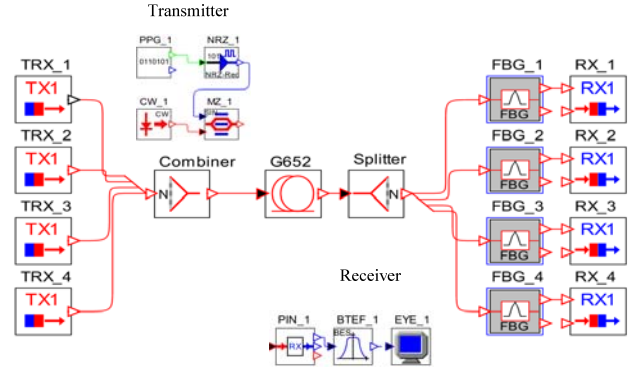 Transmitter
PPG_1 NRZ_1
0110101 101 NRZ-Rec
TRX_1 FBG_1 RX_1
TX1 CW_1 MZ_1 RX1
CW SIN FBG
TRX_2 FBG_2 RX_2
TX1 Combiner G652 Splitter RX1
N N FBG
TRX_3 FBG_3 RX_3
TX1 RX1
FBG
TRX_4 Receiver FBG_4 RX_4
TX1 RX1
FBG
PIN_1 BTEF_1 EYE_1
RX BES